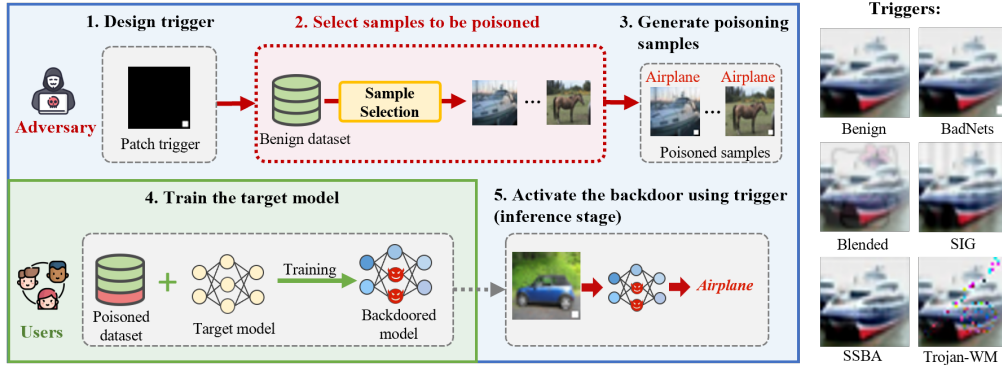 1. Design trigger
2. Select samples to be poisoned
3. Generate poisoning
samples
Adversary
Patch trigger
Benign dataset
Sample
Selection
...
Airplane
Airplane
...
Poisoned samples
4. Train the target model
Users
Poisoned
dataset
+
Target model
Training
Backdoored
model
5. Activate the backdoor using trigger
(inference stage)
Airplane
Triggers:
Benign
BadNets
Blended
SIG
SSBA
Trojan-WM